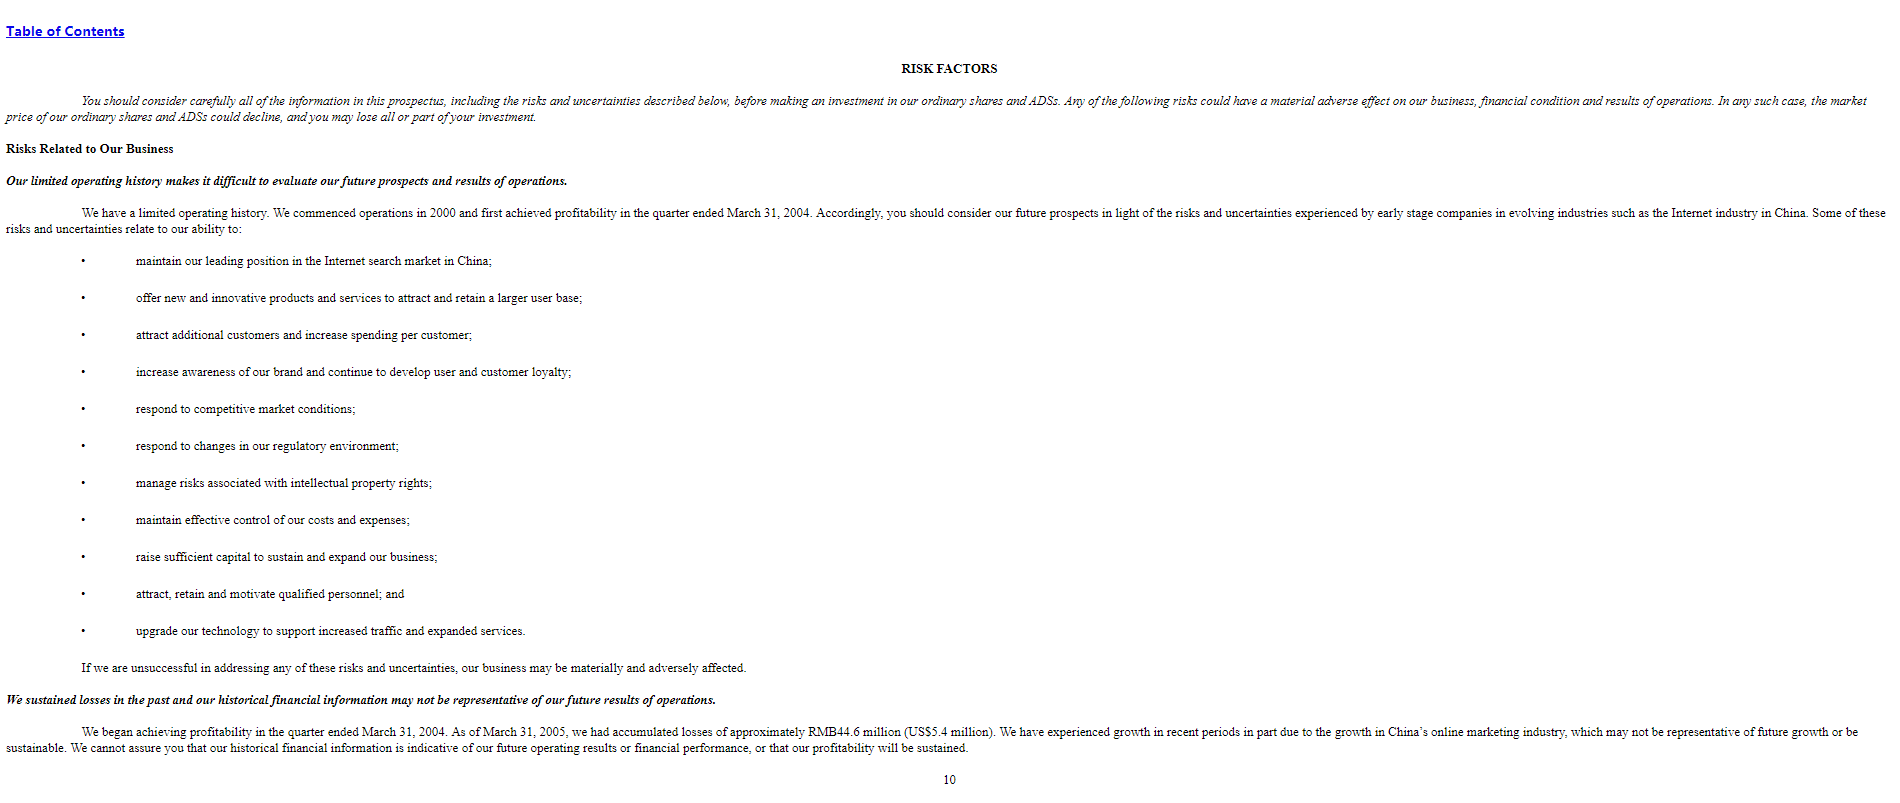 Table of Contents
RISK FACTORS
You should consider carefully all of the information in this prospectus, including the risks and uncertainties described below, before making an investment in our ordinary shares and ADSs. Any of the following risks could have a material adverse effect on our business, financial condition and results of operations. In any such case, the market
price of our ordinary shares and ADSs could decline, and you may lose all or part of your investment.
Risks Related to Our Business
Our limited operating history makes it difficult to evaluate our future prospects and results of operations.
We have a limited operating history. We commenced operations in 2000 and first achieved profitability in the quarter ended March 31, 2004. Accordingly, you should consider our future prospects in light of the risks and uncertainties experienced by early stage companies in evolving industries such as the Internet industry in China. Some of these
risks and uncertainties relate to our ability to:
• maintain our leading position in the Internet search market in China;
• offer new and innovative products and services to attract and retain a larger user base;
• attract additional customers and increase spending per customer;
• increase awareness of our brand and continue to develop user and customer loyalty;
• respond to competitive market conditions;
• respond to changes in our regulatory environment;
• manage risks associated with intellectual property rights;
• maintain effective control of our costs and expenses;
• raise sufficient capital to sustain and expand our business;
• attract, retain and motivate qualified personnel; and
• upgrade our technology to support increased traffic and expanded services.
If we are unsuccessful in addressing any of these risks and uncertainties, our business may be materially and adversely affected.
We sustained losses in the past and our historical financial information may not be representative of our future results of operations.
We began achieving profitability in the quarter ended March 31, 2004. As of March 31, 2005, we had accumulated losses of approximately RMB44.6 million (US$5.4 million). We have experienced growth in recent periods in part due to the growth in China’s online marketing industry, which may not be representative of future growth or be
sustainable. We cannot assure you that our historical financial information is indicative of our future operating results or financial performance, or that our profitability will be sustained.
10